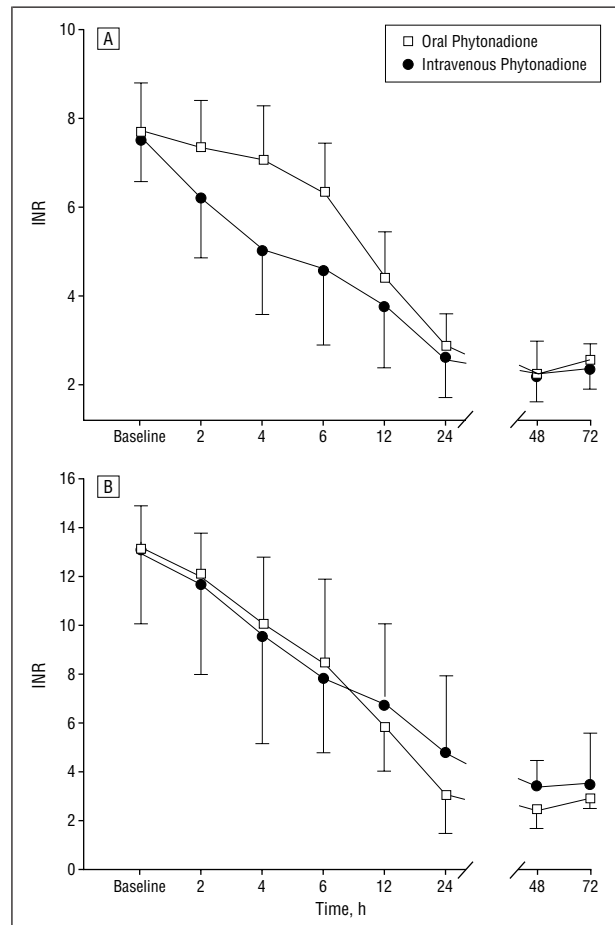 A
Oral Phytonadione
Intravenous Phytonadione
10
8
6
4
2
INR
Baseline 2 4 6 12 24 48 72
B
16
14
12
10
8
6
4
2
0
INR
Baseline 2 4 6 12 24 48 72
Time, h